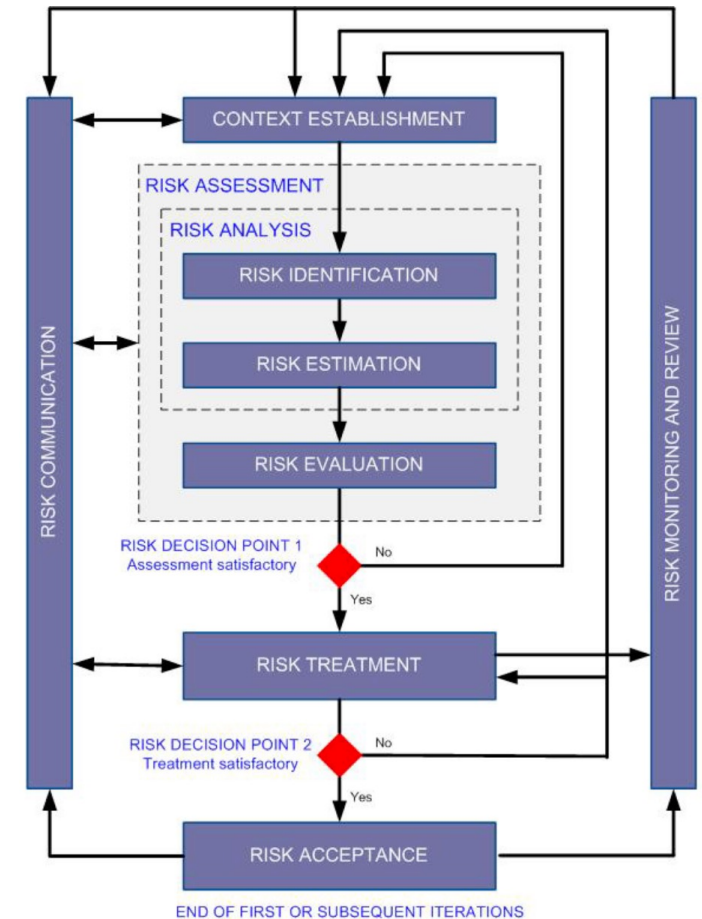 CONTEXT ESTABLISHMENT
RISK ASSESSMENT
RISK ANALYSIS
RISK IDENTIFICATION
RISK ESTIMATION
RISK EVALUATION
RISK COMMUNICATION
RISK MONITORING AND REVIEW
RISK DECISION POINT 1
Assessment satisfactory
No
Yes
RISK TREATMENT
RISK DECISION POINT 2
Treatment satisfactory
No
Yes
RISK ACCEPTANCE
END OF FIRST OR SUBSEQUENT ITERATIONS